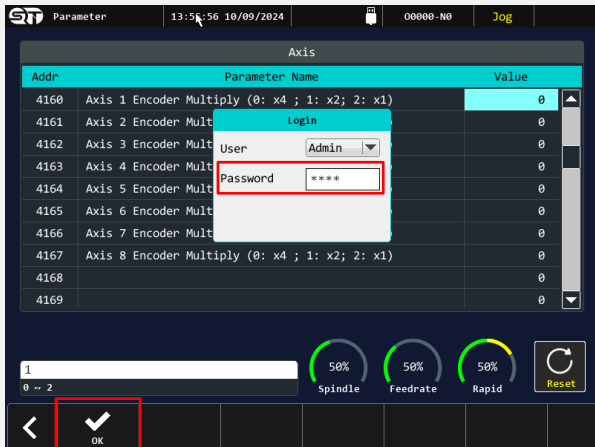 ST Parameter 13:55:56 10/09/2024 O0000-N0 Jog
Axis
Addr Parameter Name Value
4160 Axis 1 Encoder Multiply (0: x4 ; 1: x2; 2: x1) 0
4161 Axis 2 Encoder Mult 0
4162 Axis 3 Encoder Mult 0
4163 Axis 4 Encoder Mult 0
4164 Axis 5 Encoder Mult 0
4165 Axis 6 Encoder Mult 0
4166 Axis 7 Encoder Mult 0
4167 Axis 8 Encoder Multiply (0: x4 ; 1: x2; 2: x1) 0
4168 0
4169 0
Login
User Admin
Password ****
1
0 ~ 2
50% 50% 50%
Spindle Feedrate Rapid Reset
OK